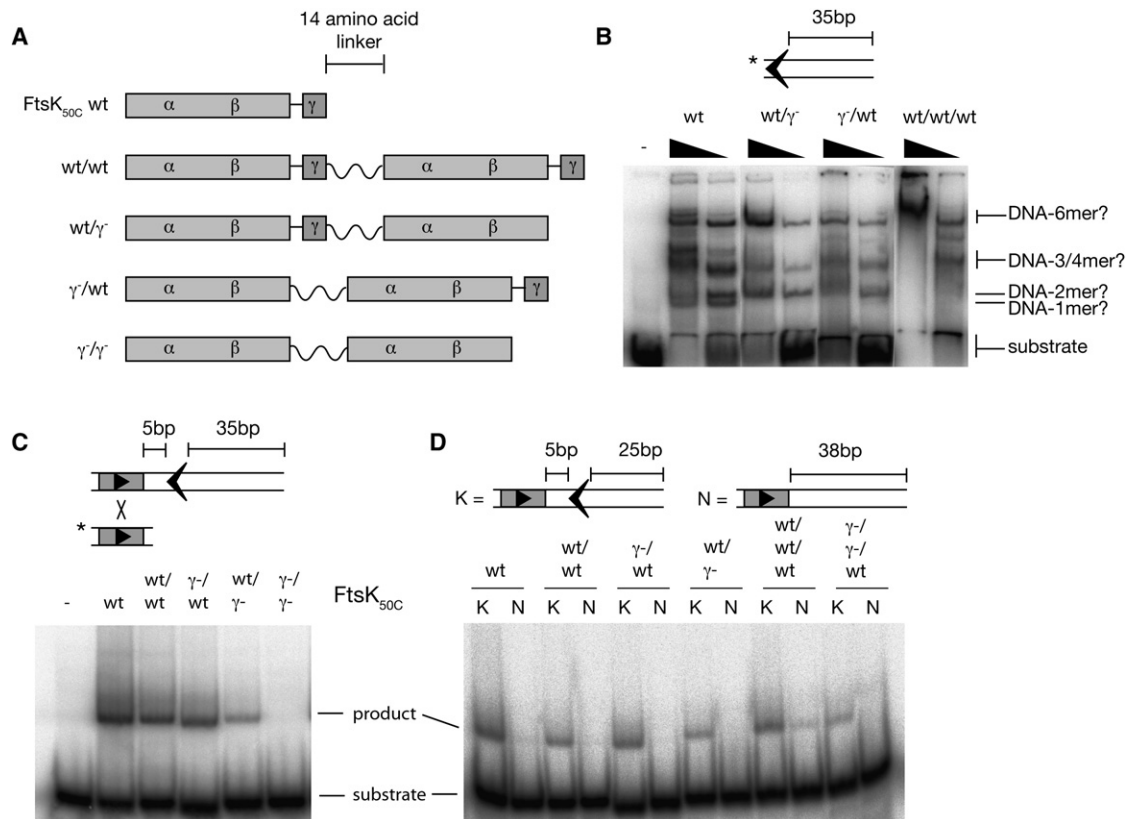 A
14 amino acid
linker
FtsK50C wt
α β γ
wt/wt
α β γ α β γ
wt/γ-
α β γ α β
γ-/wt
α β α β γ
γ-/γ-
α β α β
B
35bp
*
- wt wt/γ- γ-/wt wt/wt/wt
DNA-6mer?
DNA-3/4mer?
DNA-2mer?
DNA-1mer?
substrate
C
5bp 35bp
X
*
wt/ γ-/ wt/ γ-/
- wt wt wt γ- γ-
FtsK50C
product
substrate
D
5bp 25bp
K =
38bp
N =
wt/ γ-/
wt/ γ-/ wt/ wt/ γ-/
wt wt wt γ- wt wt
K N K N K N K N K N K N